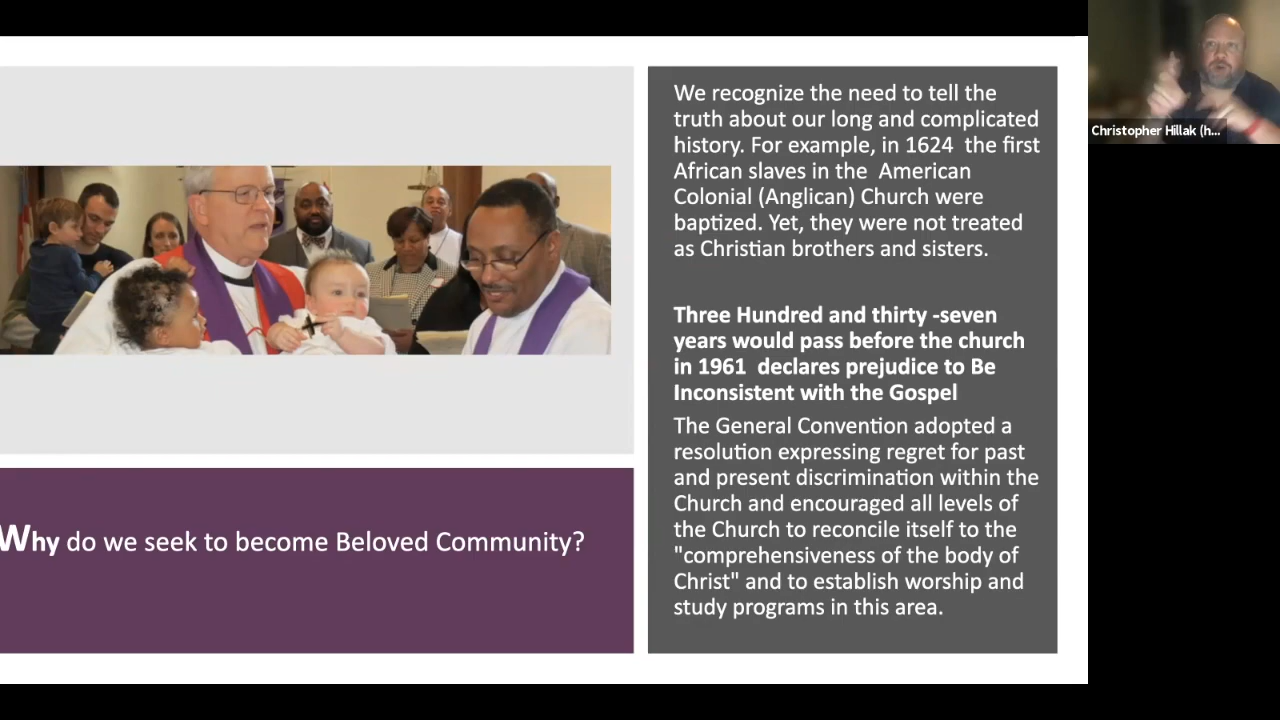 We recognize the need to tell the
truth about our long and complicated
history. For example, in 1624  the first
African slaves in the  American
Colonial (Anglican) Church were
baptized. Yet, they were not treated
as Christian brothers and sisters.
Three Hundred and thirty -seven
years would pass before the church
in 1961  declares prejudice to Be
Inconsistent with the Gospel
The General Convention adopted a
resolution expressing regret for past
and present discrimination within the
Church and encouraged all levels of
the Church to reconcile itself to the
"comprehensiveness of the body of
Christ" and to establish worship and
study programs in this area.
Why do we seek to become Beloved Community?
Christopher Hillak (h...